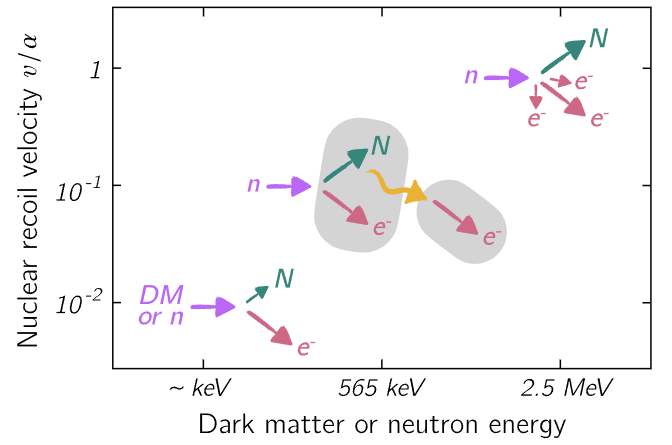 Nuclear recoil velocity v/α
1
10⁻¹
10⁻²
n
N
e⁻
e⁻
e⁻
n
N
e⁻
e⁻
DM
or n
N
e⁻
~ keV
565 keV
2.5 MeV
Dark matter or neutron energy